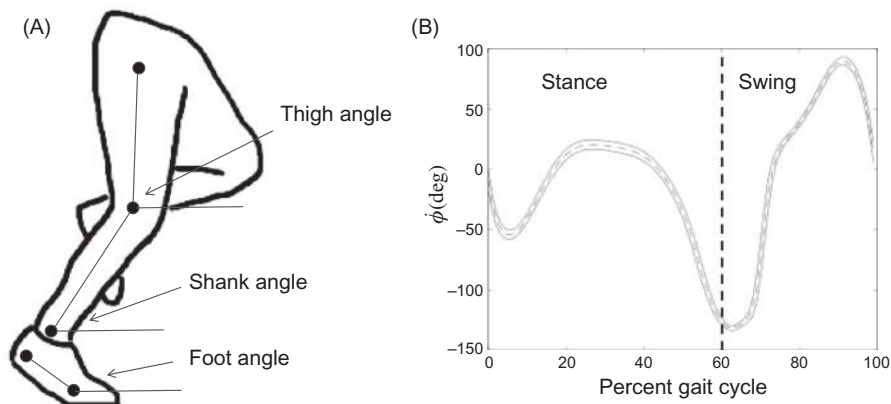 (A)
Thigh angle
Shank angle
Foot angle
(B)
100
50
0
−50
−100
−150
ϕ̇(deg)
Stance
Swing
0 20 40 60 80 100
Percent gait cycle